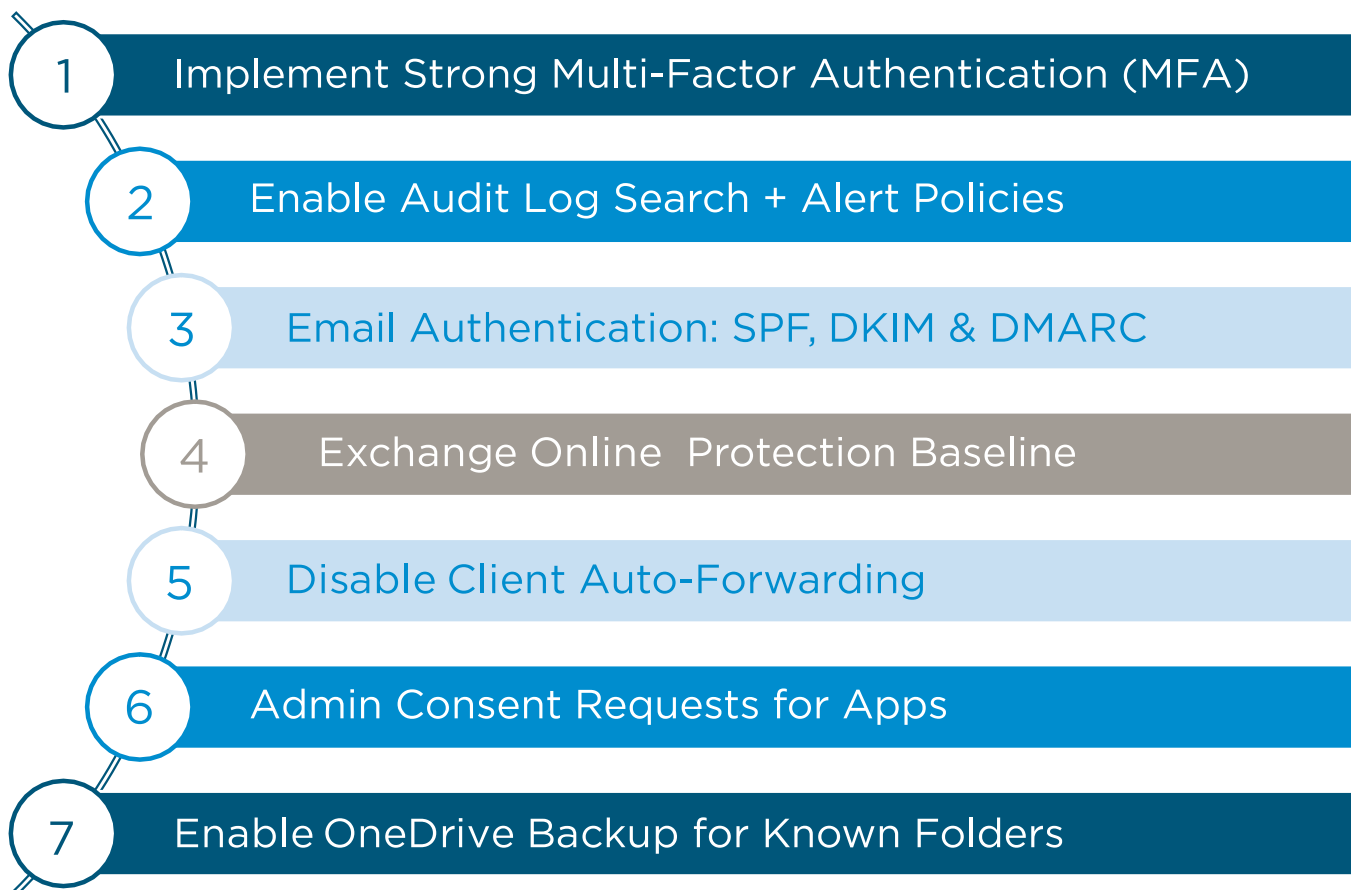 1 Implement Strong Multi-Factor Authentication (MFA)
2 Enable Audit Log Search + Alert Policies
3 Email Authentication: SPF, DKIM & DMARC
4 Exchange Online Protection Baseline
5 Disable Client Auto-Forwarding
6 Admin Consent Requests for Apps
7 Enable OneDrive Backup for Known Folders